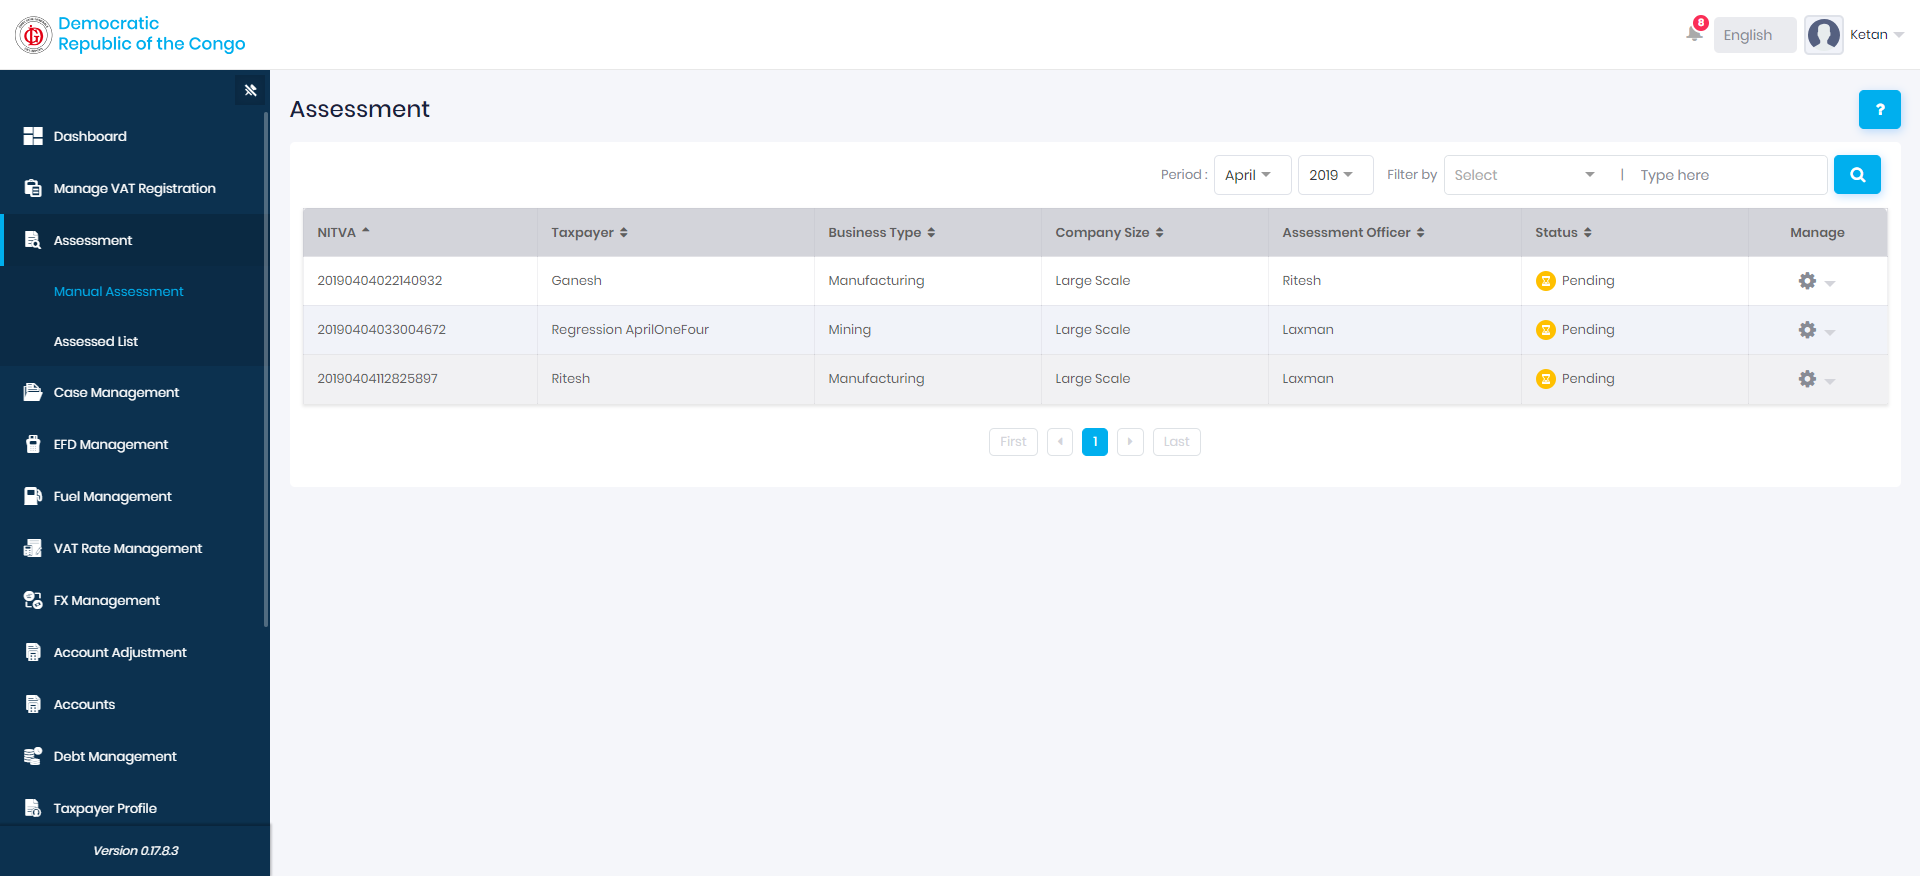 Democratic
Republic of the Congo
8
English
Ketan
Dashboard
Manage VAT Registration
Assessment
Manual Assessment
Assessed List
Case Management
EFD Management
Fuel Management
VAT Rate Management
FX Management
Account Adjustment
Accounts
Debt Management
Taxpayer Profile
Version 0.17.8.3
Assessment
?
Period : April 2019 Filter by Select | Type here
NITVA Taxpayer Business Type Company Size Assessment Officer Status Manage
20190404022140932 Ganesh Manufacturing Large Scale Ritesh Pending
20190404033004672 Regression AprilOneFour Mining Large Scale Laxman Pending
20190404112825897 Ritesh Manufacturing Large Scale Laxman Pending
First 1 Last